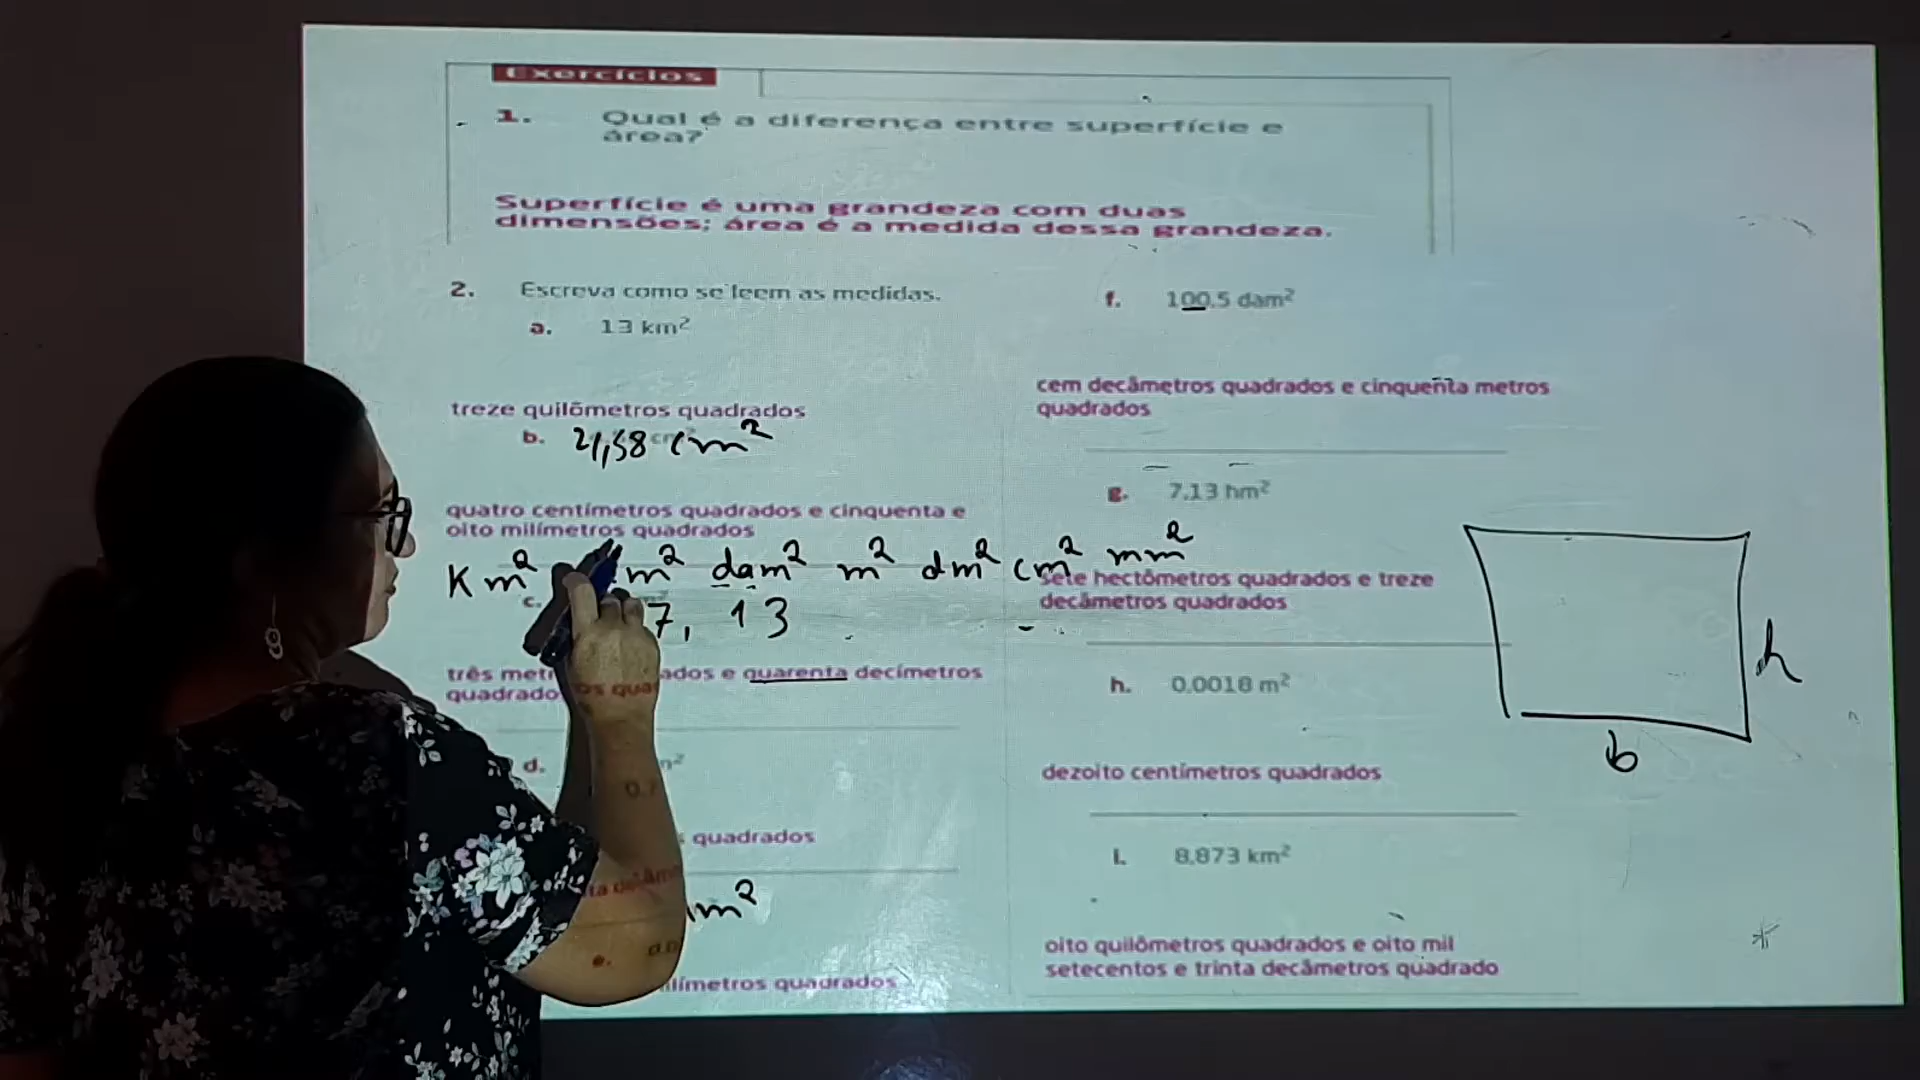 Exercícios
1. Qual é a diferença entre superfície e
área?
Superfície é uma grandeza com duas
dimensões; área é a medida dessa grandeza.
2. Escreva como se leem as medidas.
a. 13 km²
treze quilômetros quadrados
b. 4,58 cm²
quatro centímetros quadrados e cinquenta e
oito milímetros quadrados
Km² m² dam² m² dm² cm² mm²
c.
7, 13
três ados e quarenta decímetros
d.
quadrados
m²
e.
quadrados
f. 100,5 dam²
cem decâmetros quadrados e cinquenta metros
quadrados
g. 7,13 hm²
sete hectômetros quadrados e treze
decâmetros quadrados
h. 0,0018 m²
dezoito centímetros quadrados
i. 8,873 km²
oito quilômetros quadrados e oito mil
setecentos e trinta decâmetros quadrado
h
b